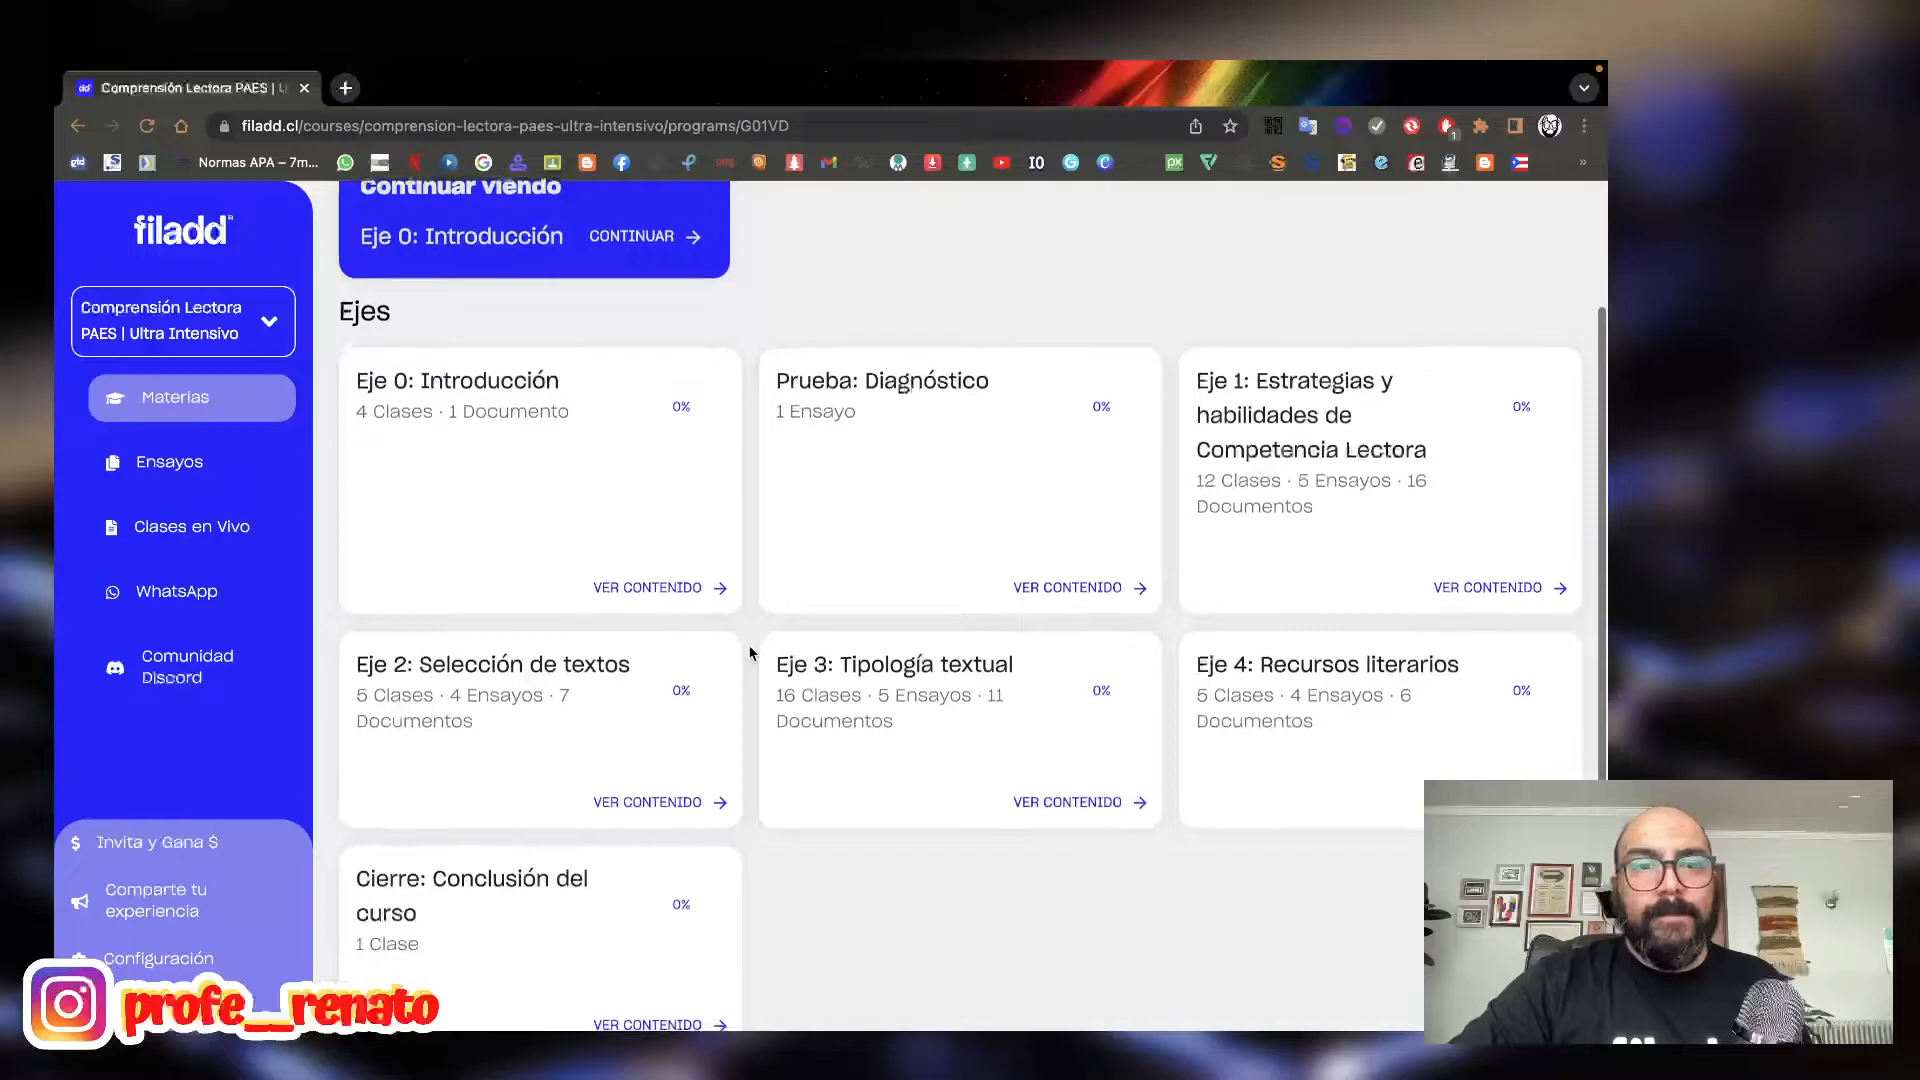 Comprensión Lectora PAES |
filadd.cl/courses/comprension-lectora-paes-ultra-intensivo/programs/G01VD
Normas APA – 7m...
filadd
Comprensión Lectora
PAES | Ultra Intensivo
Materias
Ensayos
Clases en Vivo
WhatsApp
Comunidad
Discord
Invita y Gana $
Comparte tu
experiencia
Configuración
profe__renato
Continuar viendo
Eje 0: Introducción CONTINUAR
Ejes
Eje 0: Introducción
4 Clases · 1 Documento
0%
VER CONTENIDO
Prueba: Diagnóstico
1 Ensayo
0%
VER CONTENIDO
Eje 1: Estrategias y
habilidades de
Competencia Lectora
12 Clases · 5 Ensayos · 16
Documentos
0%
VER CONTENIDO
Eje 2: Selección de textos
5 Clases · 4 Ensayos · 7
Documentos
0%
VER CONTENIDO
Eje 3: Tipología textual
16 Clases · 5 Ensayos · 11
Documentos
0%
VER CONTENIDO
Eje 4: Recursos literarios
5 Clases · 4 Ensayos · 6
Documentos
0%
Cierre: Conclusión del
curso
1 Clase
0%
VER CONTENIDO